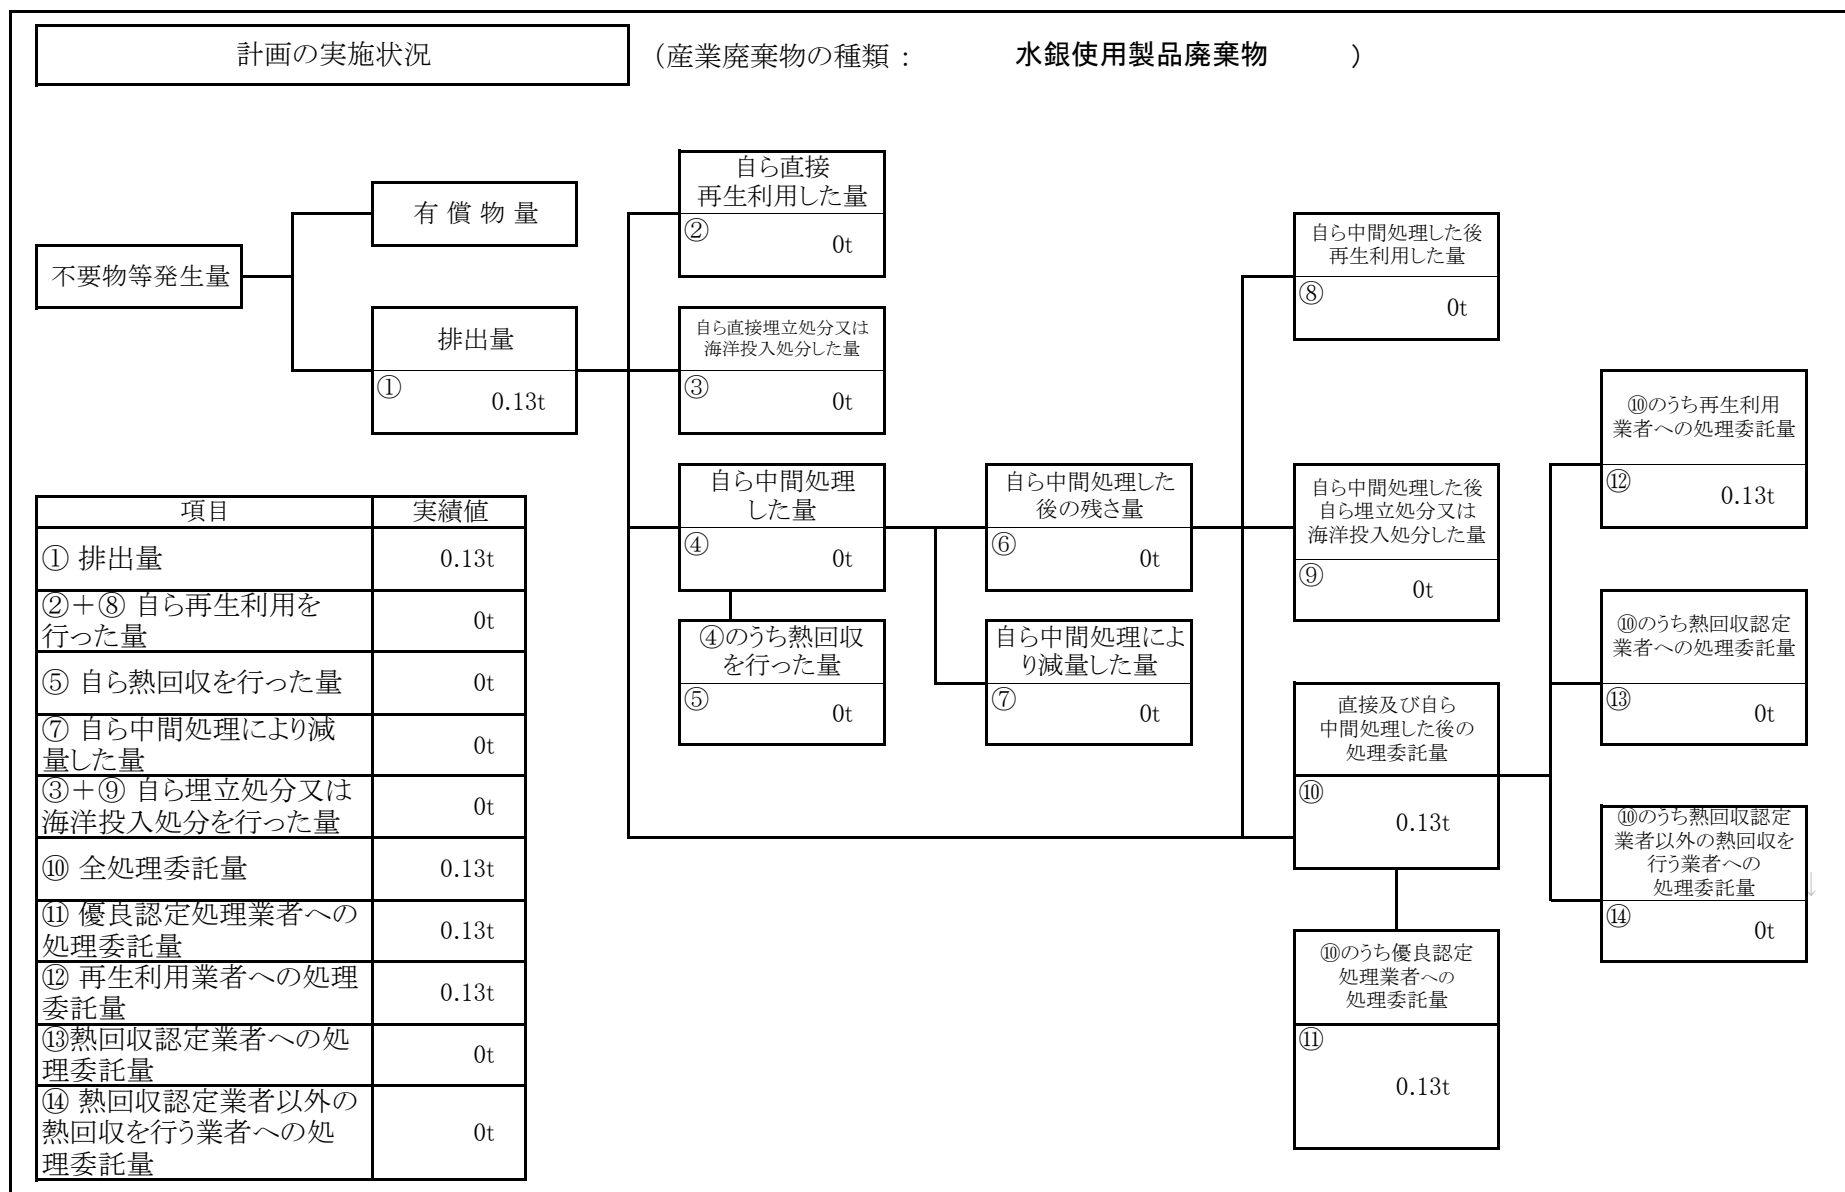 計画の実施状況
（産業廃棄物の種類： 水銀使用製品廃棄物 ）
不要物等発生量
有 償 物 量
排出量
① 0.13t
自ら直接
再生利用した量
② 0t
自ら直接埋立処分又は
海洋投入処分した量
③ 0t
自ら中間処理
した量
④ 0t
④のうち熱回収
を行った量
⑤ 0t
自ら中間処理した
後の残さ量
⑥ 0t
自ら中間処理によ
り減量した量
⑦ 0t
自ら中間処理した後
再生利用した量
⑧ 0t
自ら中間処理した後
自ら埋立処分又は
海洋投入処分した量
⑨ 0t
直接及び自ら
中間処理した後の
処理委託量
⑩ 0.13t
⑩のうち優良認定
処理業者への
処理委託量
⑪ 0.13t
⑩のうち再生利用
業者への処理委託量
⑫ 0.13t
⑩のうち熱回収認定
業者への処理委託量
⑬ 0t
⑩のうち熱回収認定
業者以外の熱回収を
行う業者への
処理委託量
↓
⑭ 0t
項目 実績値
① 排出量 0.13t
②＋⑧ 自ら再生利用を
行った量 0t
⑤ 自ら熱回収を行った量 0t
⑦ 自ら中間処理により減
量した量 0t
③＋⑨ 自ら埋立処分又は
海洋投入処分を行った量 0t
⑩ 全処理委託量 0.13t
⑪ 優良認定処理業者への
処理委託量 0.13t
⑫ 再生利用業者への処理
委託量 0.13t
⑬熱回収認定業者への処
理委託量 0t
⑭ 熱回収認定業者以外の
熱回収を行う業者への処
理委託量 0t